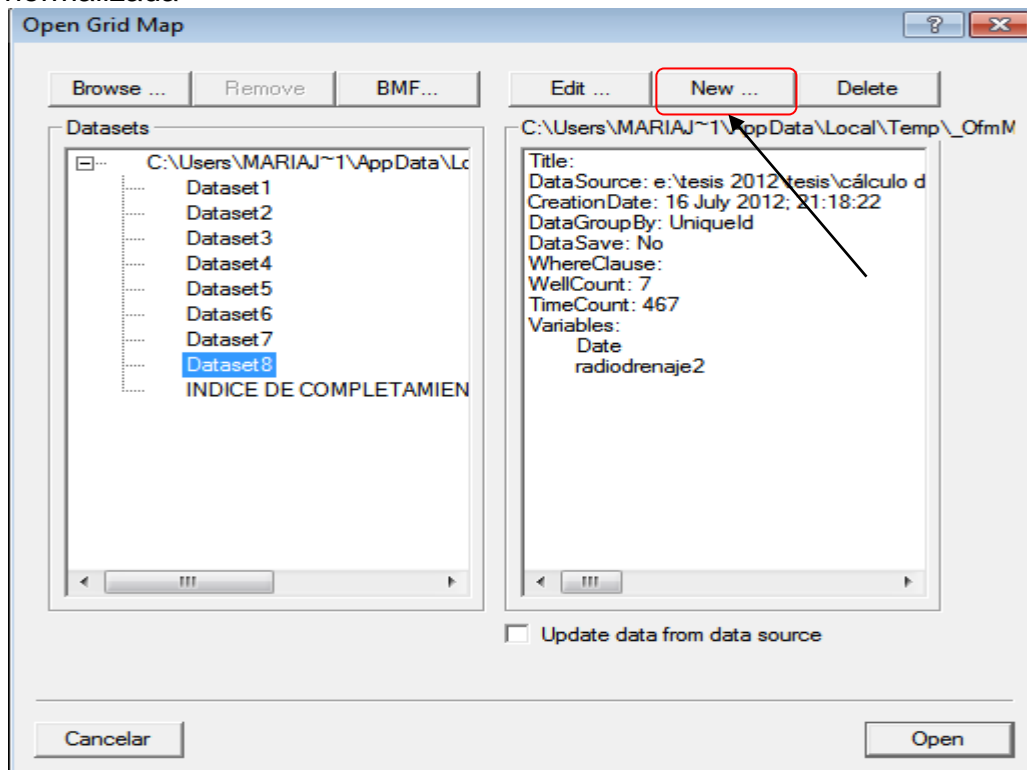 Open Grid Map
Browse ... Remove BMF... Edit ... New ... Delete
Datasets
C:\Users\MARIAJ~1\AppData\Lc
Dataset1
Dataset2
Dataset3
Dataset4
Dataset5
Dataset6
Dataset7
Dataset8
INDICE DE COMPLETAMIEN
C:\Users\MARIAJ~1\AppData\Local\Temp\_OfmM
Title:
DataSource: e:\tesis 2012\tesis\cálculo d
CreationDate: 16 July 2012; 21:18:22
DataGroupBy: UniqueId
DataSave: No
WhereClause:
WellCount: 7
TimeCount: 467
Variables:
Date
radiodrenaje2
Update data from data source
Cancelar Open